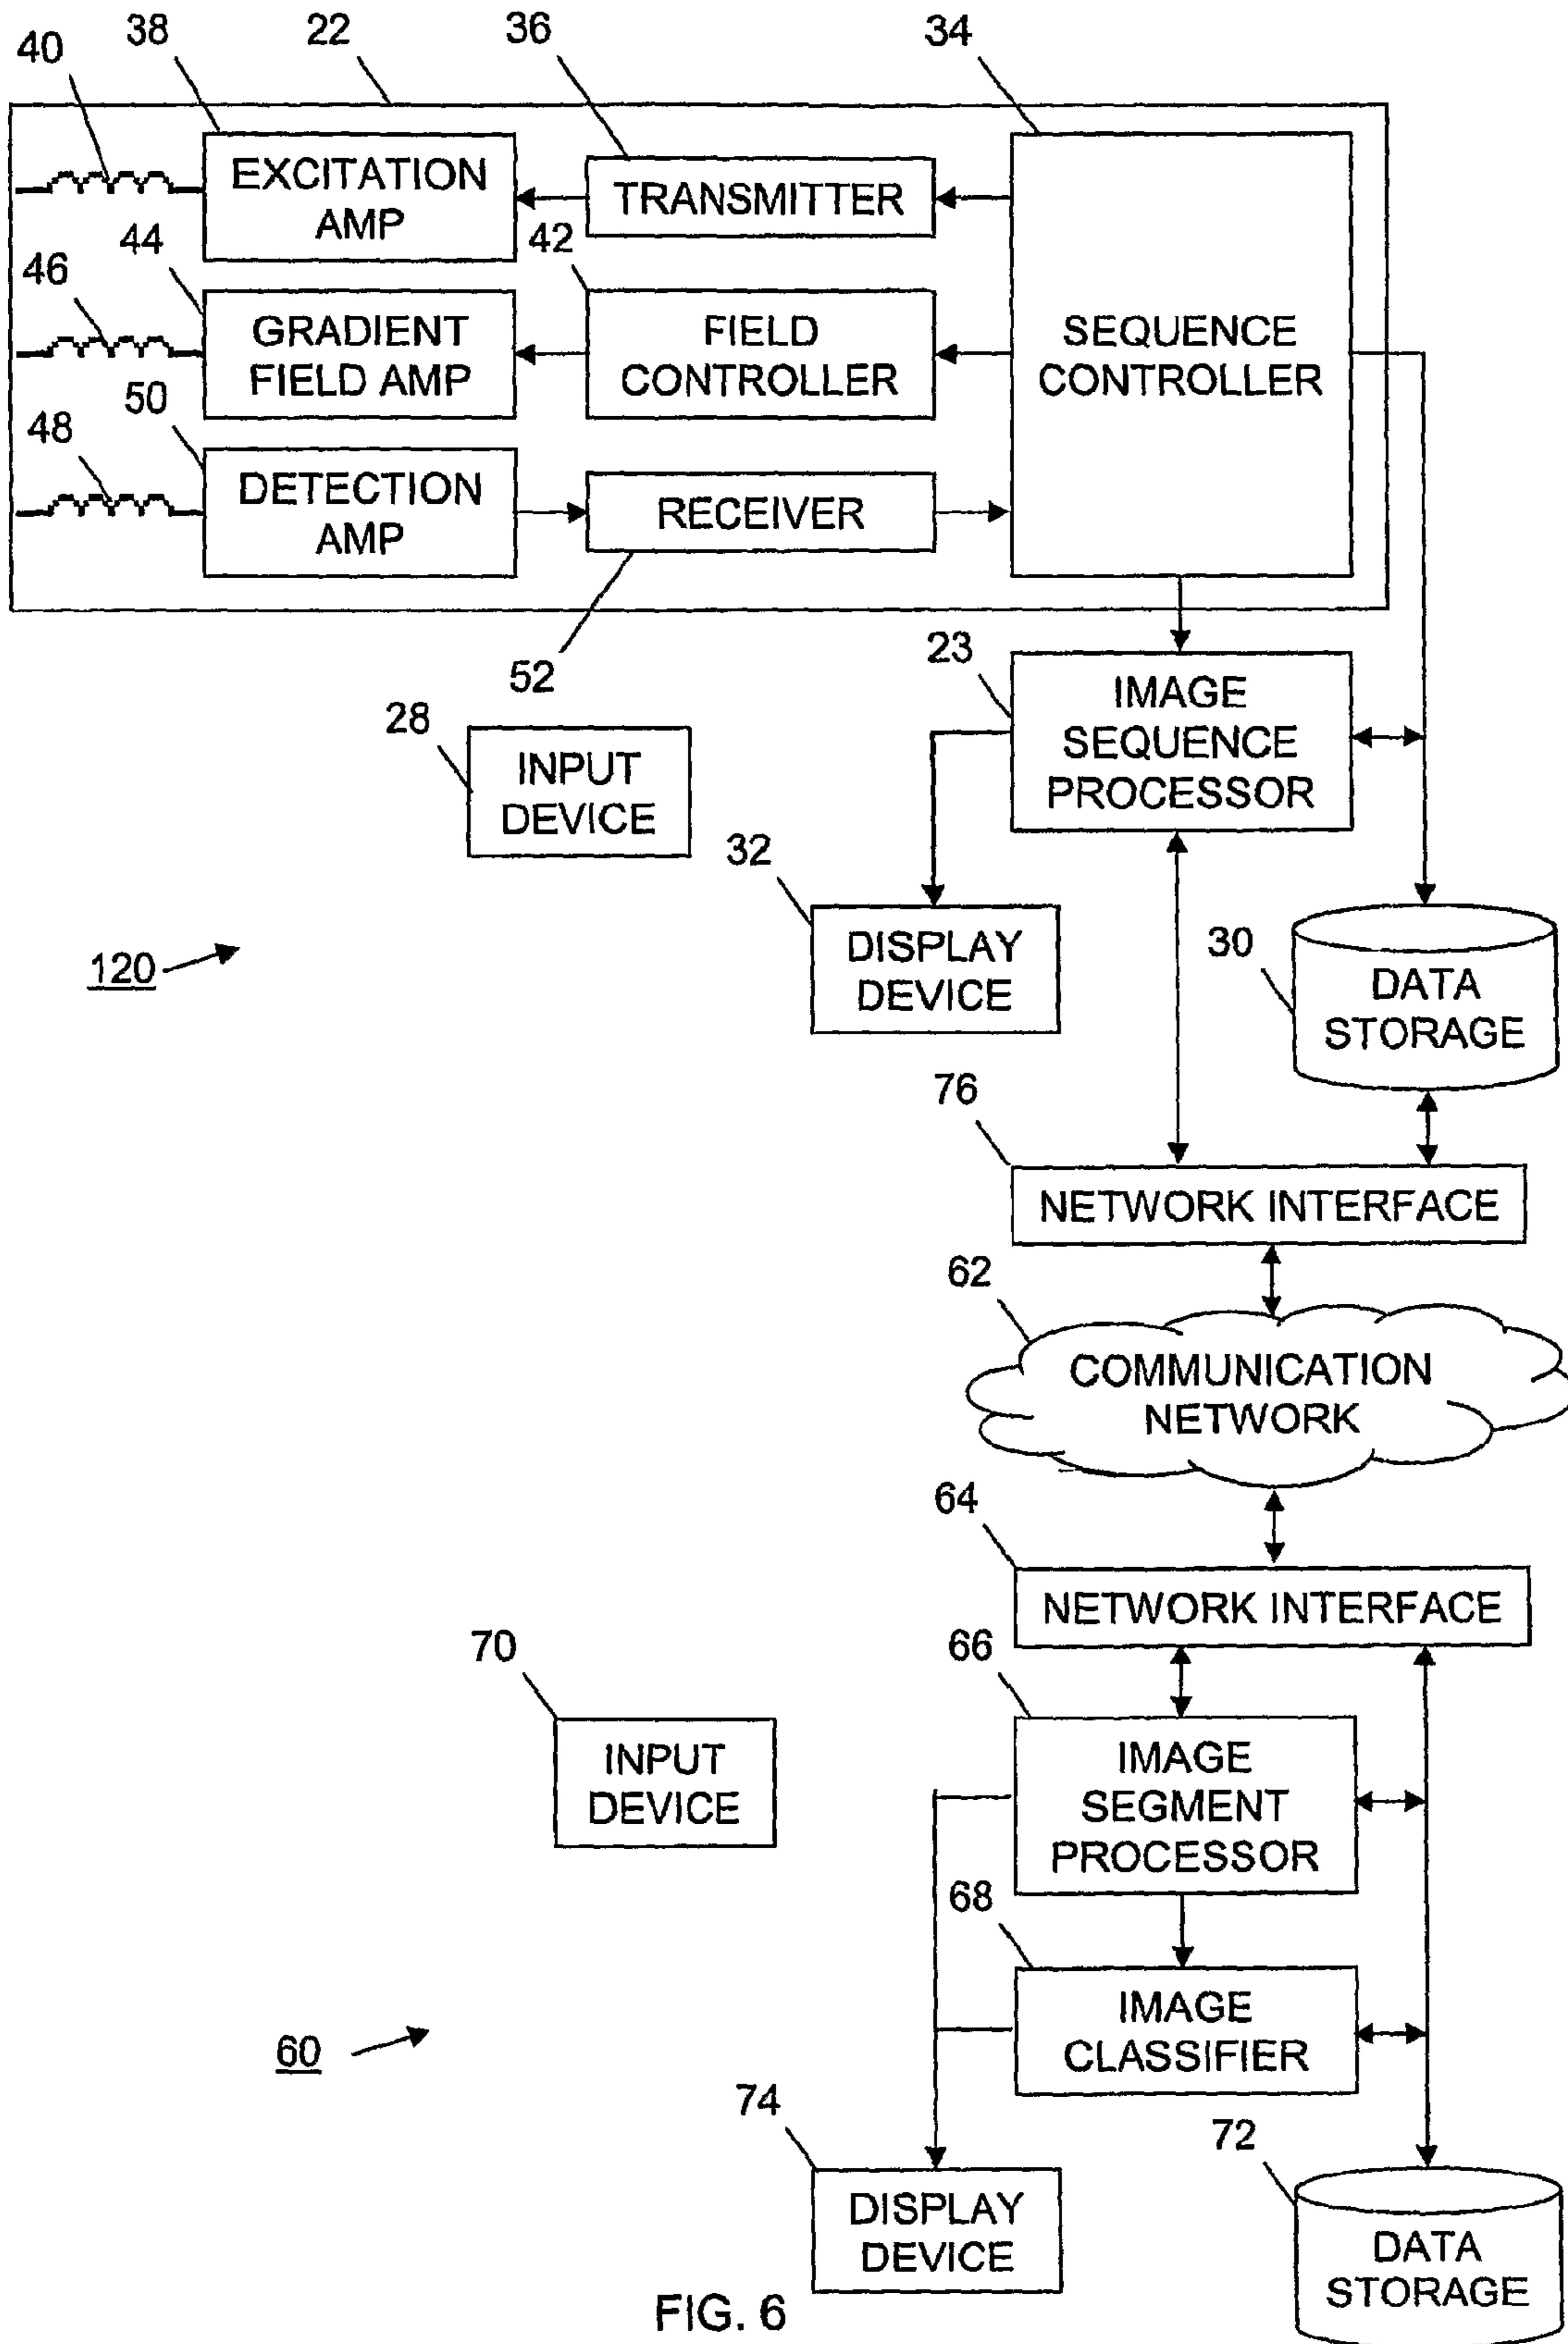 38
22
36
34
40
EXCITATION
AMP
TRANSMITTER
44
42
46
GRADIENT
FIELD AMP
FIELD
CONTROLLER
SEQUENCE
CONTROLLER
50
48
DETECTION
AMP
RECEIVER
52
23
IMAGE
SEQUENCE
PROCESSOR
28
INPUT
DEVICE
32
DISPLAY
DEVICE
30
DATA
STORAGE
120
76
NETWORK INTERFACE
62
COMMUNICATION
NETWORK
64
NETWORK INTERFACE
70
INPUT
DEVICE
66
IMAGE
SEGMENT
PROCESSOR
68
IMAGE
CLASSIFIER
60
74
DISPLAY
DEVICE
72
DATA
STORAGE
FIG. 6